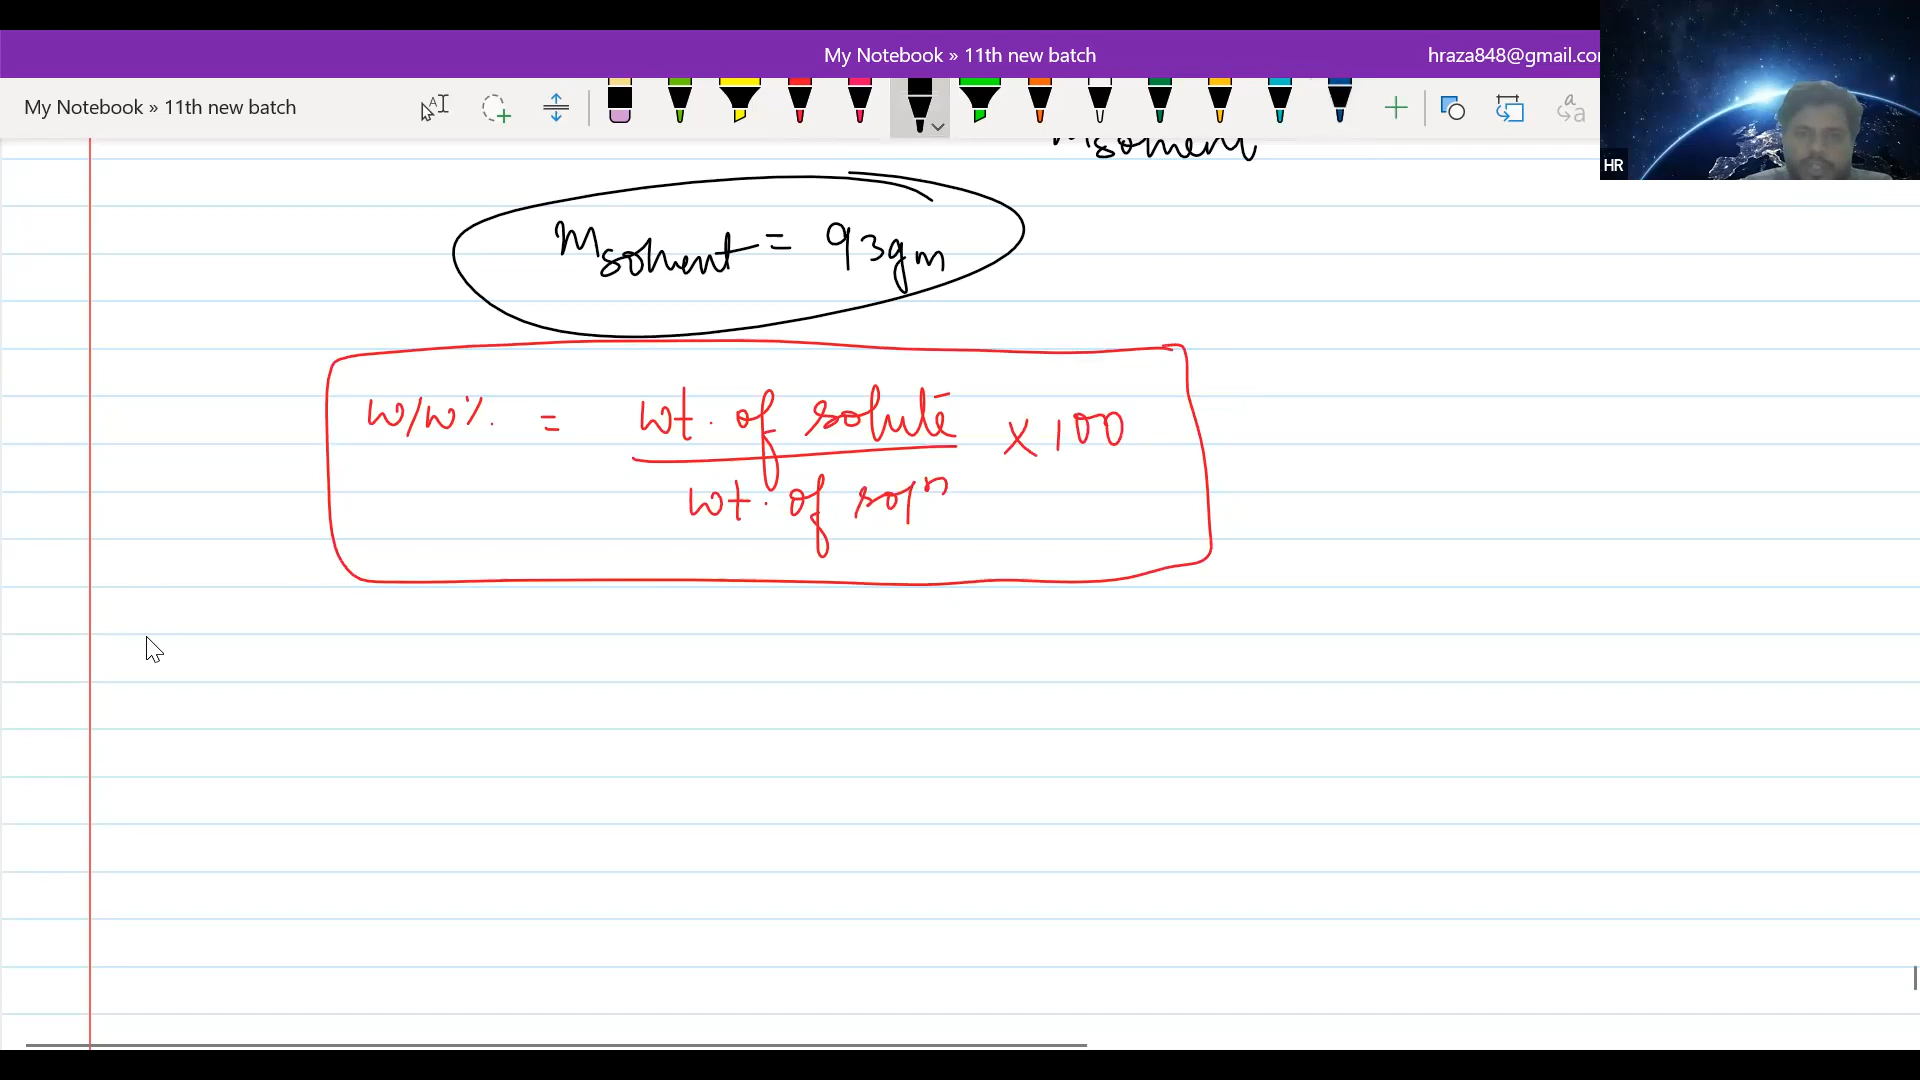 My Notebook » 11th new batch
hraza848@gmail.co
My Notebook » 11th new batch
HR
msolvent
msolvent = 93gm
w/w% = wt. of solute × 100
wt. of solⁿ